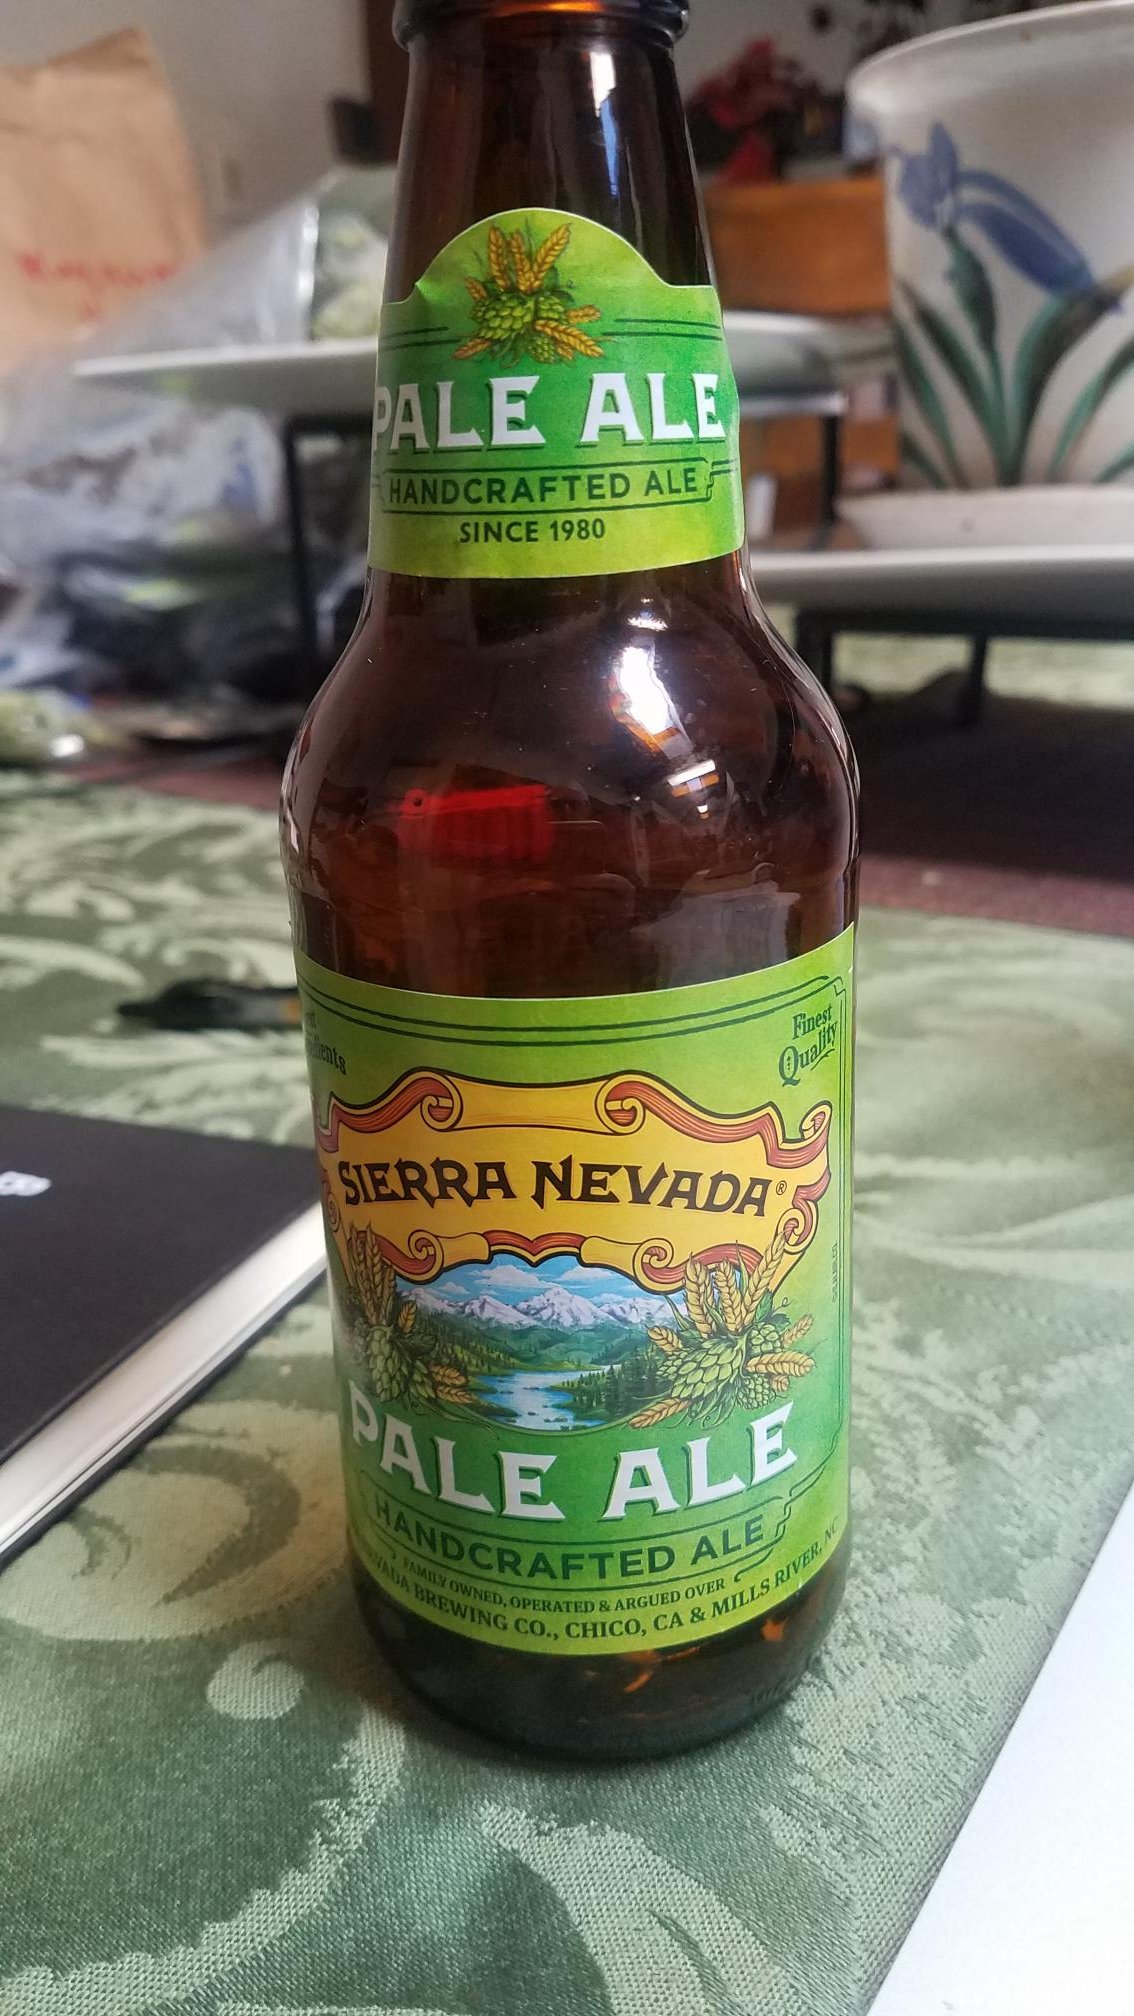 PALE ALE
HANDCRAFTED ALE
SINCE 1980
Finest
Quality
SIERRA NEVADA®
PALE ALE
HANDCRAFTED ALE
FAMILY OWNED, OPERATED & ARGUED OVER
BREWING CO., CHICO, CA & MILLS RIVER, NC